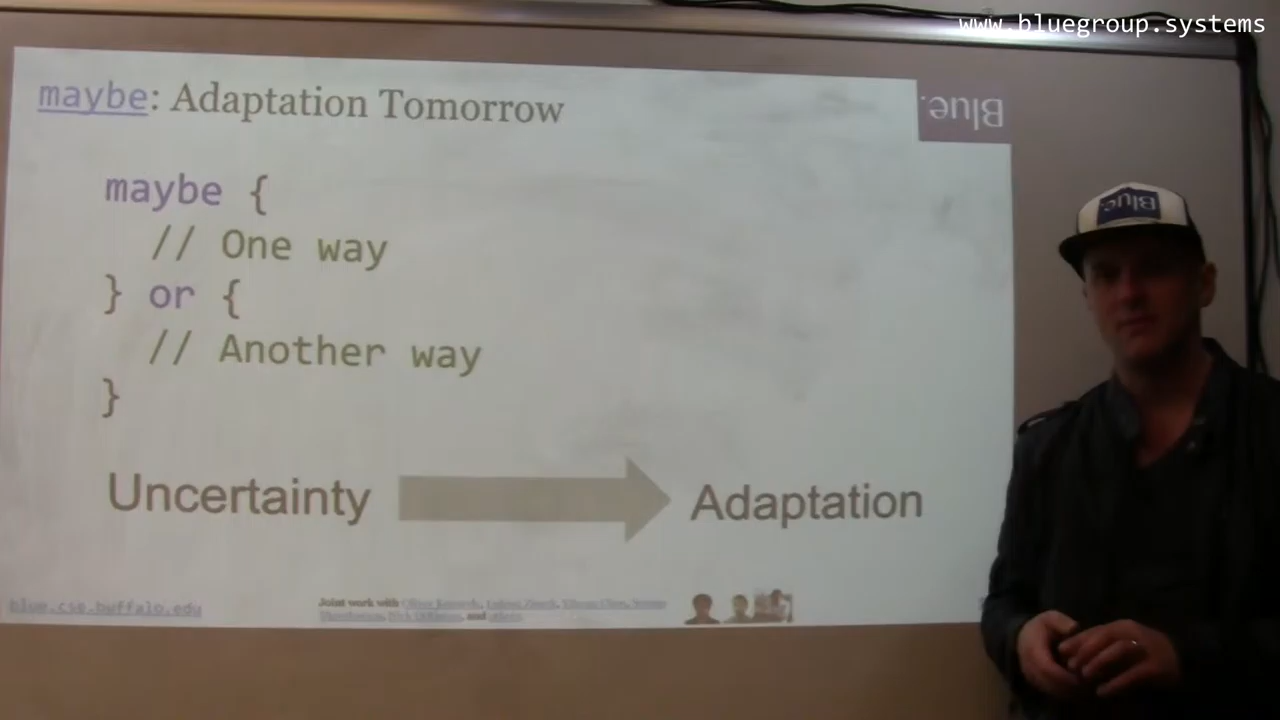 www.bluegroup.systems
maybe: Adaptation Tomorrow
Blue.
maybe {
// One way
} or {
// Another way
}
Uncertainty
Adaptation
blue.cse.buffalo.edu
Joint work with
and
Blue.